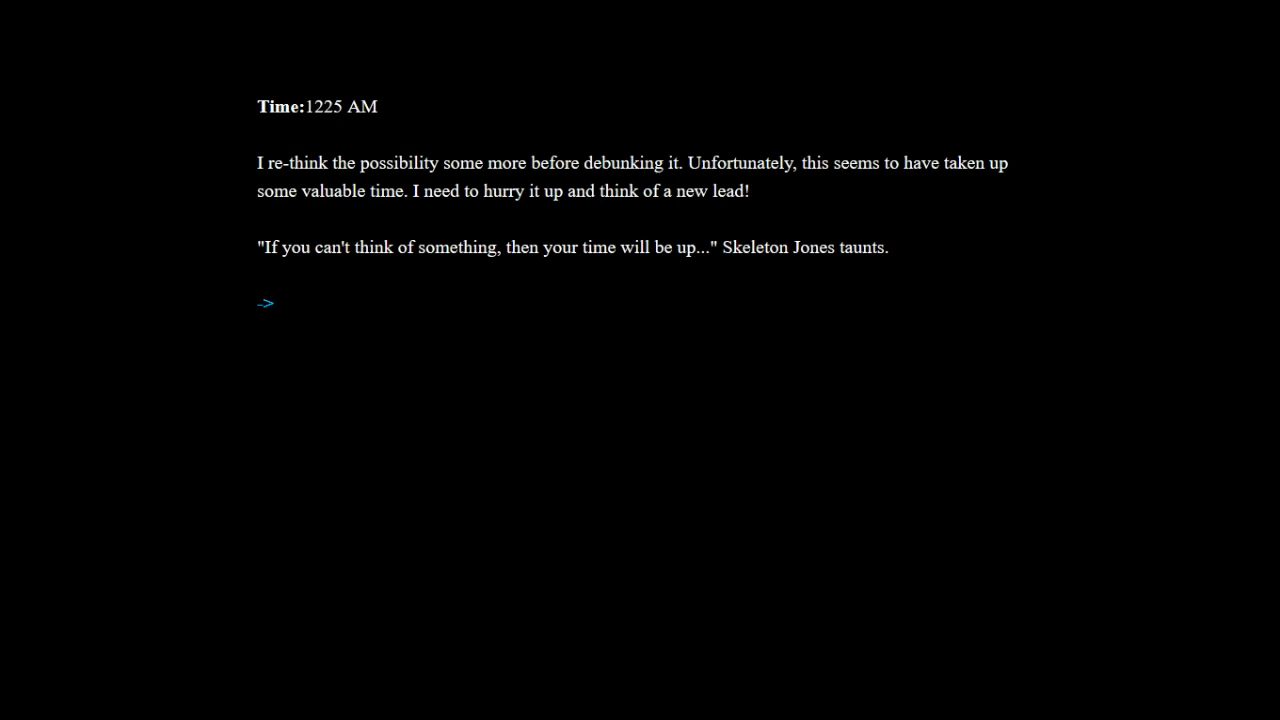 Time:1225 AM
I re-think the possibility some more before debunking it. Unfortunately, this seems to have taken up
some valuable time. I need to hurry it up and think of a new lead!
"If you can't think of something, then your time will be up..." Skeleton Jones taunts.
->